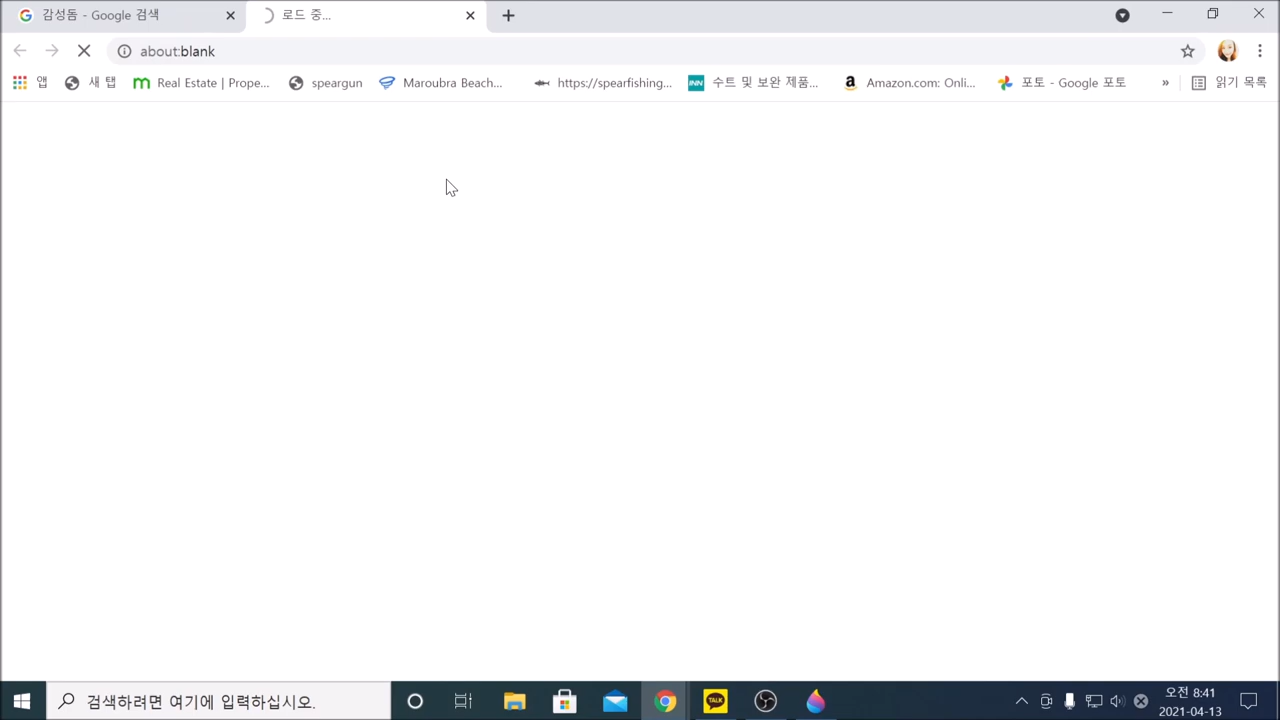 감성돔 - Google 검색
로드 중...
about:blank
앱
새 탭
Real Estate | Prope...
speargun
Maroubra Beach...
https://spearfishing...
수트 및 보완 제품...
Amazon.com: Onli...
포토 - Google 포토
»
읽기 목록
검색하려면 여기에 입력하십시오.
TALK
오전 8:41
2021-04-13